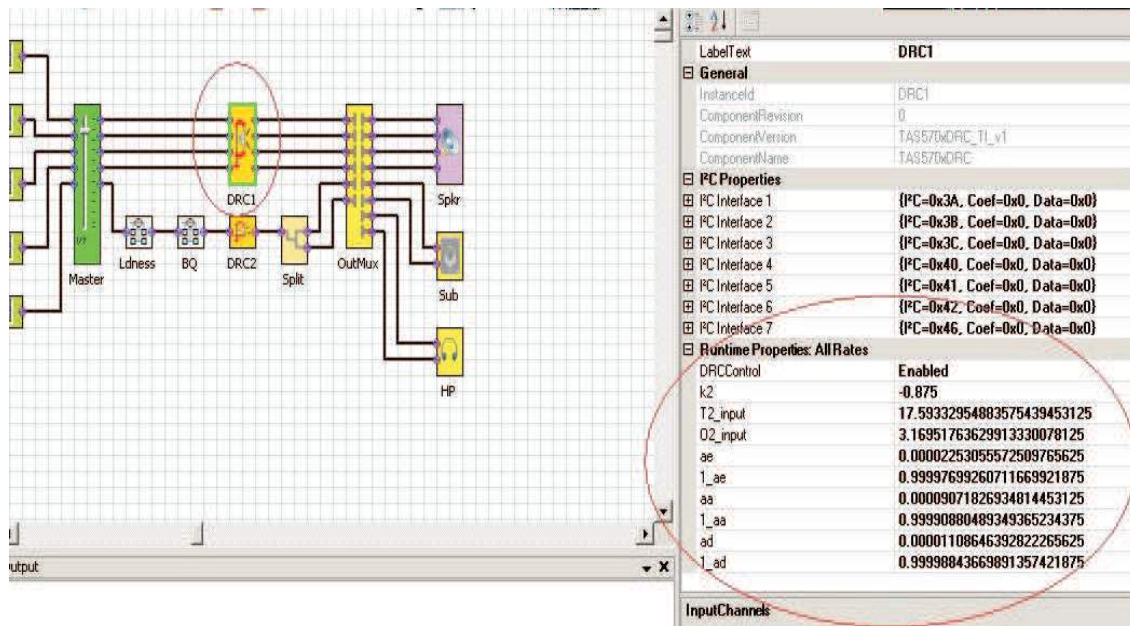 LabelText DRC1
General
InstanceId DRC1
ComponentRevision 0
ComponentVersion TAS570xDRC_TI_v1
ComponentName TAS570xDRC
I²C Properties
I²C Interface 1 {I²C=0x3A, Coef=0x0, Data=0x0}
I²C Interface 2 {I²C=0x3B, Coef=0x0, Data=0x0}
I²C Interface 3 {I²C=0x3C, Coef=0x0, Data=0x0}
I²C Interface 4 {I²C=0x40, Coef=0x0, Data=0x0}
I²C Interface 5 {I²C=0x41, Coef=0x0, Data=0x0}
I²C Interface 6 {I²C=0x42, Coef=0x0, Data=0x0}
I²C Interface 7 {I²C=0x46, Coef=0x0, Data=0x0}
Runtime Properties: All Rates
DRCControl Enabled
k2 -0.875
T2_input 17.59332954883575439453125
O2_input 3.16951763629913330078125
ae 0.00002253055572509765625
1_ae 0.99997699260711669921875
aa 0.00009071826934814453125
1_aa 0.99990880489349365234375
ad 0.00001108646392822265625
1_ad 0.99998843669891357421875
InputChannels
DRC1
Spkr
Master
Ldness
BQ
DRC2
Split
OutMux
Sub
HP
utput